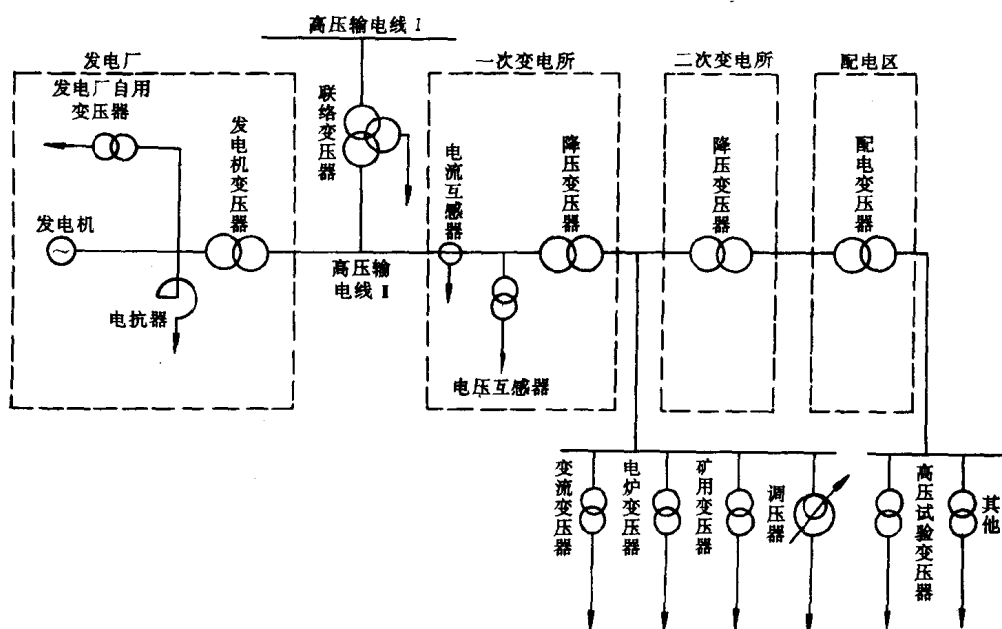 高压输电线 I
发电厂
一次变电所
二次变电所
配电区
发电厂自用
变压器
发电机变压器
联络变压器
电流互感器
降压变压器
降压变压器
配电变压器
发电机
高压输
电线 Ⅱ
电抗器
电压互感器
变流变压器
电炉变压器
矿用变压器
调压器
高压试验变压器
其他